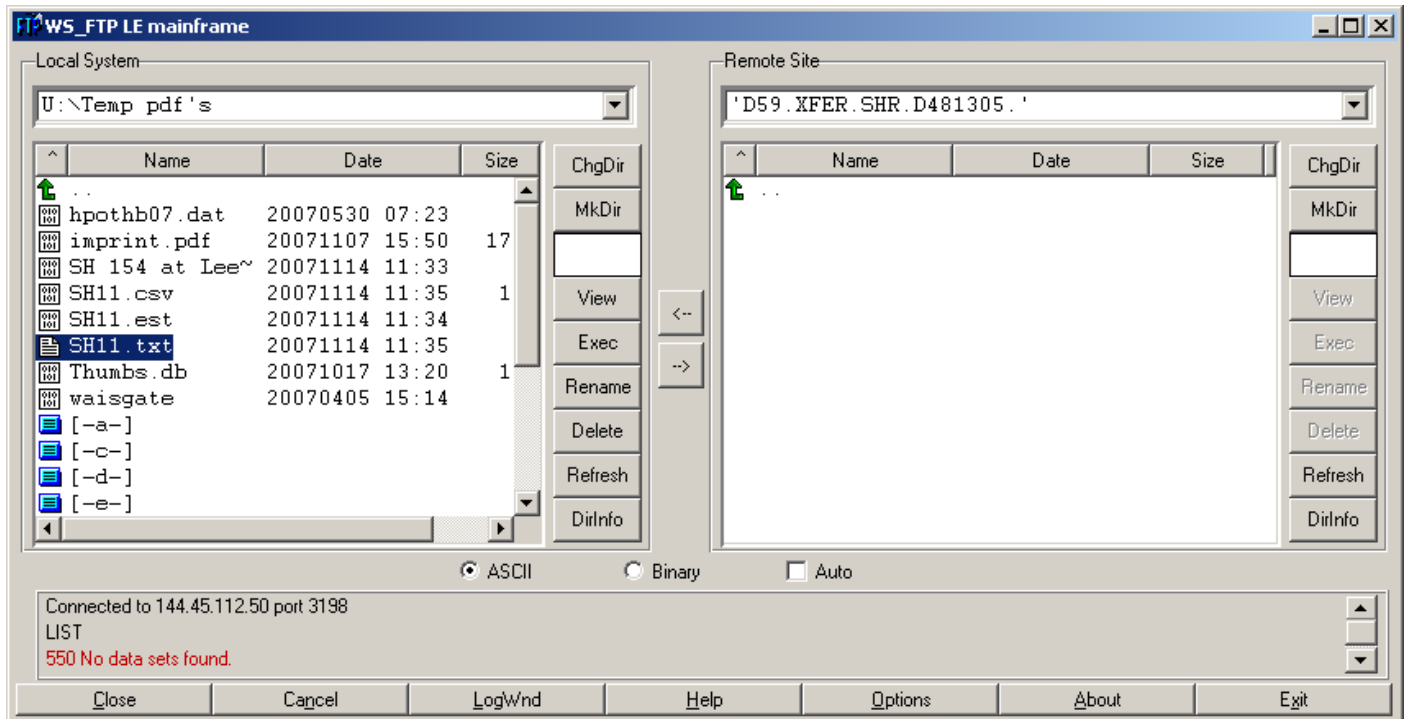 WS_FTP LE mainframe
Local System
Remote Site
U:\Temp pdf's
'D59.XFER.SHR.D481305.'
^ Name Date Size
^ Name Date Size
..
hpothb07.dat 20070530 07:23
imprint.pdf 20071107 15:50 17
SH 154 at Lee~ 20071114 11:33
SH11.csv 20071114 11:35 1
SH11.est 20071114 11:34
SH11.txt 20071114 11:35
Thumbs.db 20071017 13:20 1
waisgate 20070405 15:14
[-a-]
[-c-]
[-d-]
[-e-]
ChgDir
MkDir
View
Exec
Rename
Delete
Refresh
DirInfo
<--
-->
..
ChgDir
MkDir
View
Exec
Rename
Delete
Refresh
DirInfo
ASCII Binary Auto
Connected to 144.45.112.50 port 3198
LIST
550 No data sets found.
Close Cancel LogWnd Help Options About Exit